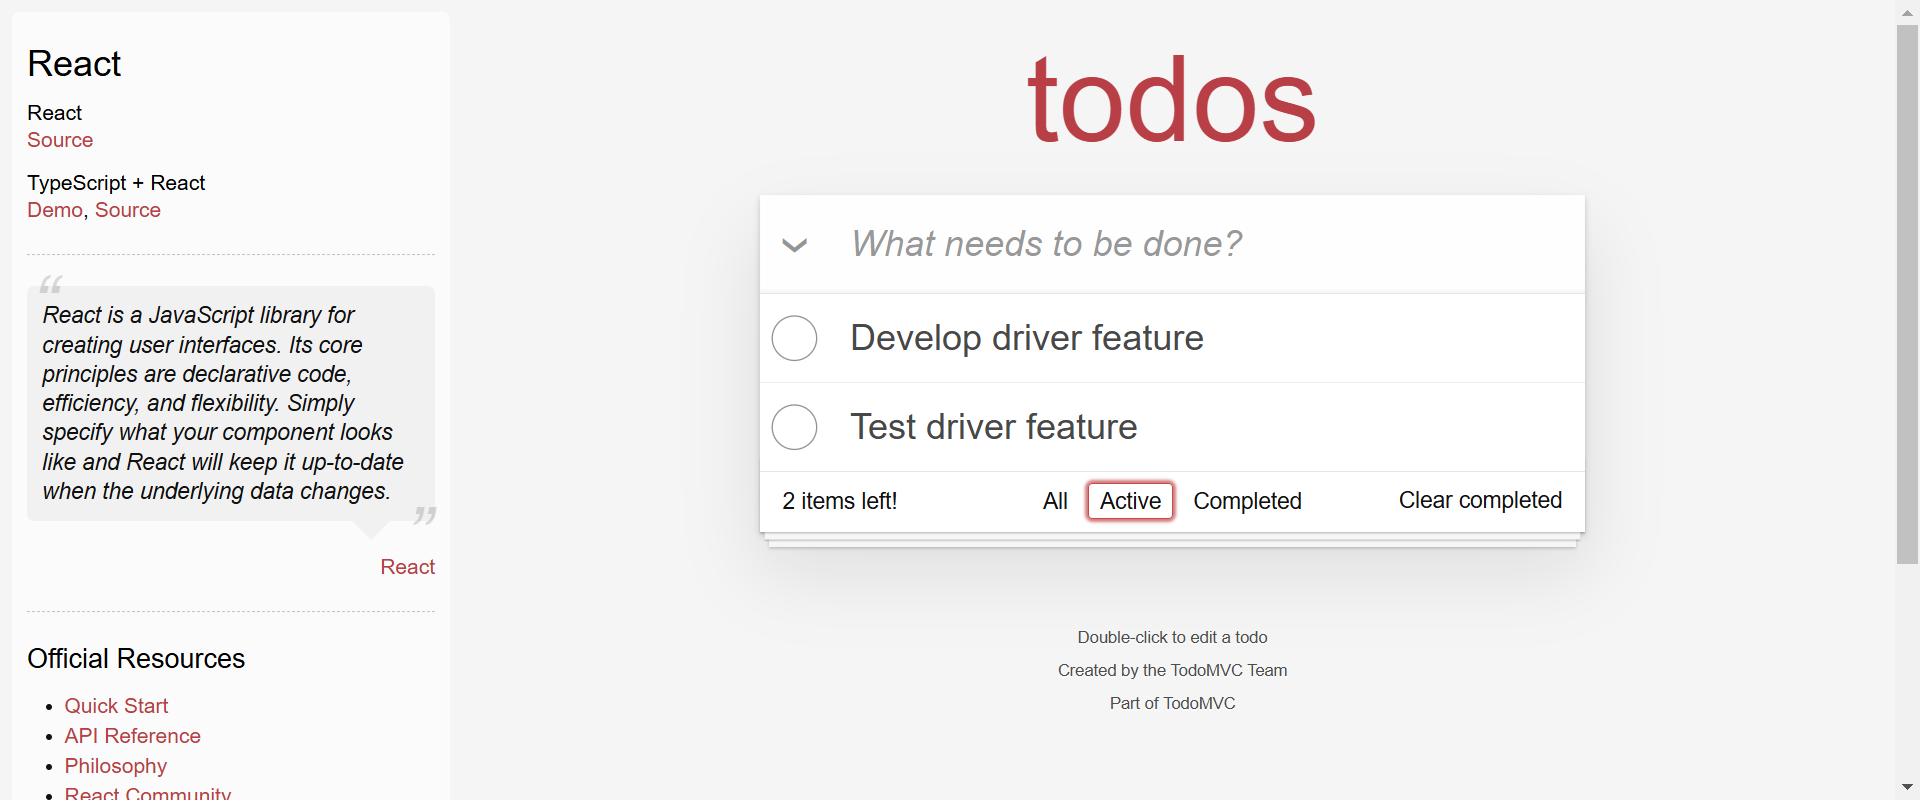 React
React
Source
TypeScript + React
Demo, Source
“
React is a JavaScript library for
creating user interfaces. Its core
principles are declarative code,
efficiency, and flexibility. Simply
specify what your component looks
like and React will keep it up-to-date
when the underlying data changes.
”
React
Official Resources
• Quick Start
• API Reference
• Philosophy
• React Community
todos
What needs to be done?
Develop driver feature
Test driver feature
2 items left! All Active Completed Clear completed
Double-click to edit a todo
Created by the TodoMVC Team
Part of TodoMVC